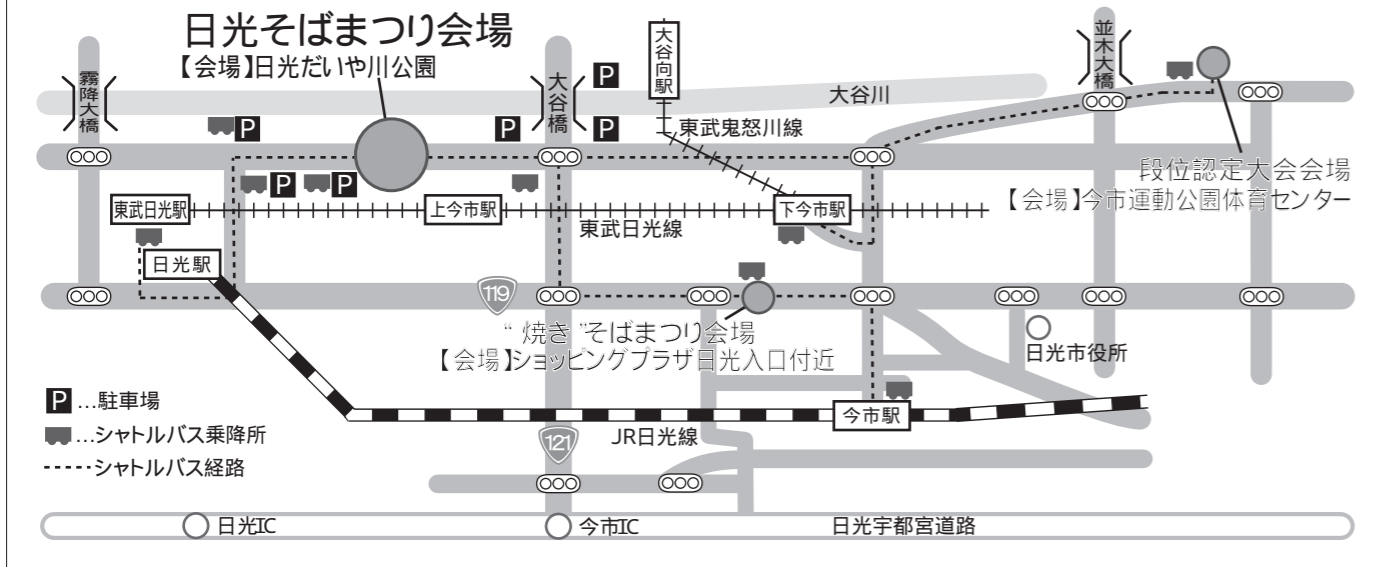 日光そばまつり会場
【会場】日光だいや川公園
霧降大橋
大谷橋
P
大谷向駅
並木大橋
大谷川
P
P
P
東武鬼怒川線
段位認定大会会場
【会場】今市運動公園体育センター
P
P
東武日光駅
上今市駅
下今市駅
東武日光線
日光駅
119
“焼き”そばまつり会場
【会場】ショッピングプラザ日光入口付近
日光市役所
P…駐車場
…シャトルバス乗降所
シャトルバス経路
今市駅
JR日光線
121
日光IC
今市IC
日光宇都宮道路